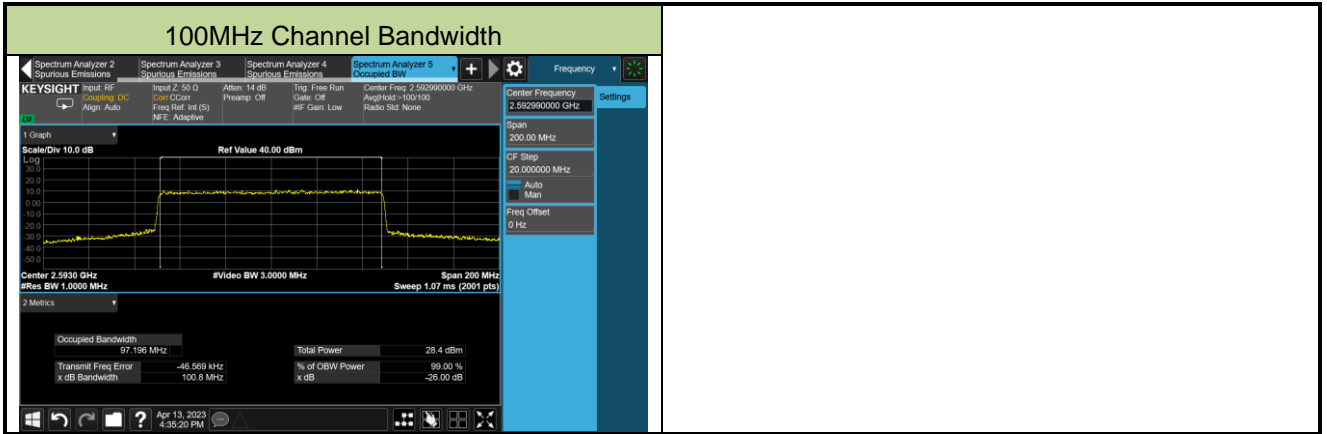 100MHz Channel Bandwidth
Spectrum Analyzer 2 Spurious Emissions
Spectrum Analyzer 3 Spurious Emissions
Spectrum Analyzer 4 Spurious Emissions
Spectrum Analyzer 5 Occupied BW
+
Frequency
KEYSIGHT
Input: RF
Coupling: DC
Align: Auto
Input Z: 50 Ω
Corr CCorr
Freq Ref: Int (S)
NFE: Adaptive
Atten: 14 dB
Preamp: Off
Trig: Free Run
Gate: Off
#IF Gain: Low
Center Freq: 2.592990000 GHz
Avg|Hold:>100/100
Radio Std: None
Center Frequency
2.592990000 GHz
Settings
Span
200.00 MHz
CF Step
20.000000 MHz
Auto
Man
Freq Offset
0 Hz
1 Graph
Scale/Div 10.0 dB
Ref Value 40.00 dBm
Log
30.0
20.0
10.0
0.00
-10.0
-20.0
-30.0
-40.0
-50.0
Center 2.5930 GHz
#Video BW 3.0000 MHz
Span 200 MHz
#Res BW 1.0000 MHz
Sweep 1.07 ms (2001 pts)
2 Metrics
Occupied Bandwidth
97.196 MHz
Total Power 28.4 dBm
Transmit Freq Error -46.569 kHz
% of OBW Power 99.00 %
x dB Bandwidth 100.8 MHz
x dB -26.00 dB
?
Apr 13, 2023
4:35:20 PM